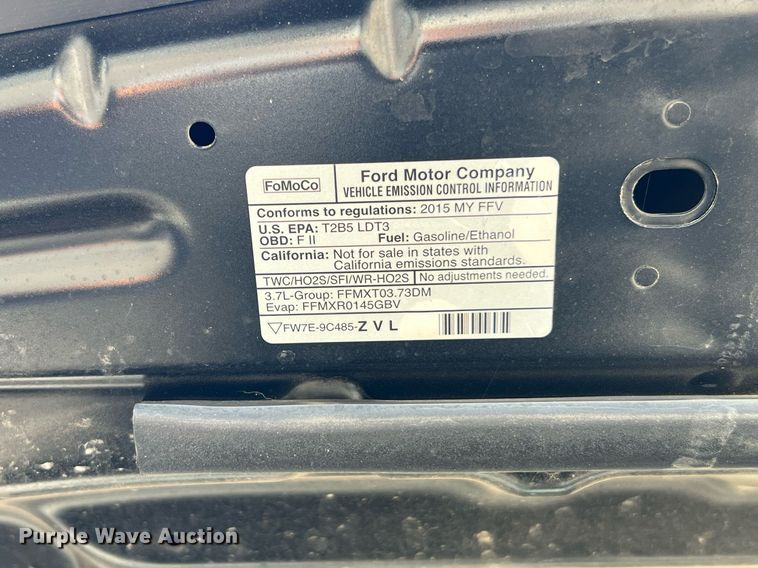 FoMoCo
Ford Motor Company
VEHICLE EMISSION CONTROL INFORMATION
Conforms to regulations: 2015 MY FFV
U.S. EPA: T2B5 LDT3
OBD: F II Fuel: Gasoline/Ethanol
California: Not for sale in states with
California emissions standards.
TWC/HO2S/SFI/WR-HO2S No adjustments needed.
3.7L-Group: FFMXT03.73DM
Evap: FFMXR0145GBV
FW7E-9C485-Z V L
Purple Wave Auction